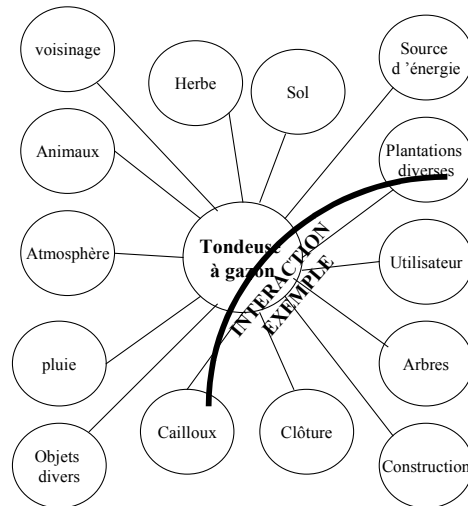 voisinage
Herbe
Sol
Source
d ’énergie
Animaux
Plantations
diverses
Atmosphère
Tondeuse
à gazon
INTERACTION
EXEMPLE
Utilisateur
pluie
Arbres
Objets
divers
Cailloux
Clôture
Construction